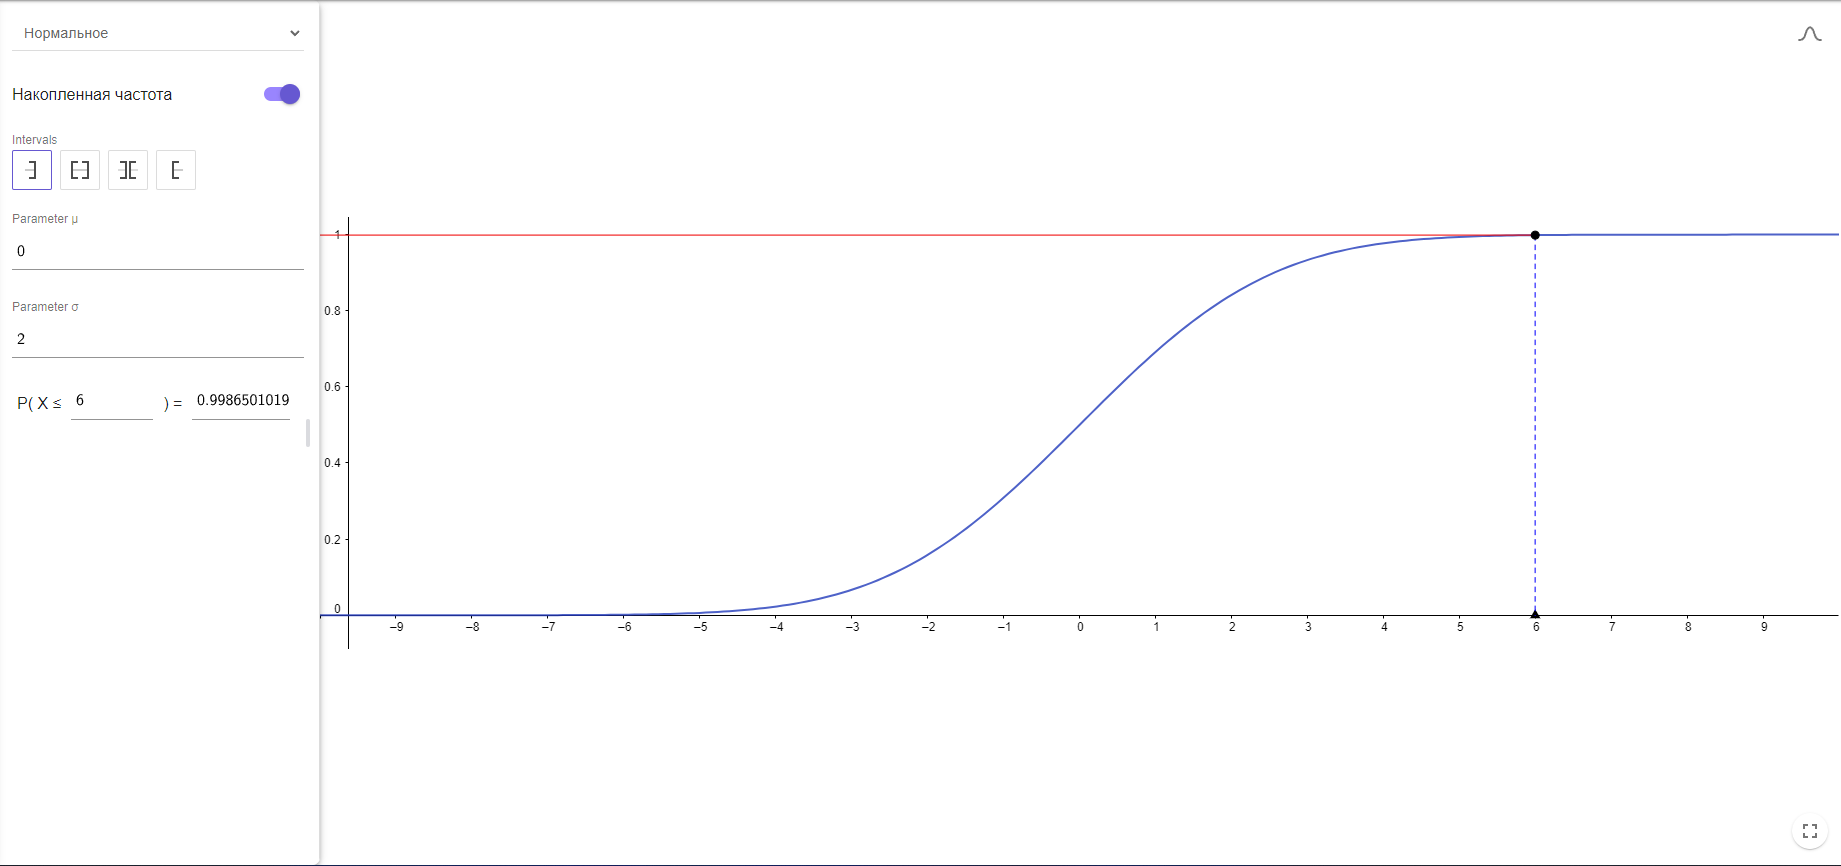 Нормальное
Накопленная частота
Intervals
Parameter μ
0
Parameter σ
2
P( X ≤ 6 ) = 0.9986501019
1
0.8
0.6
0.4
0.2
0
–9 –8 –7 –6 –5 –4 –3 –2 –1 0 1 2 3 4 5 6 7 8 9